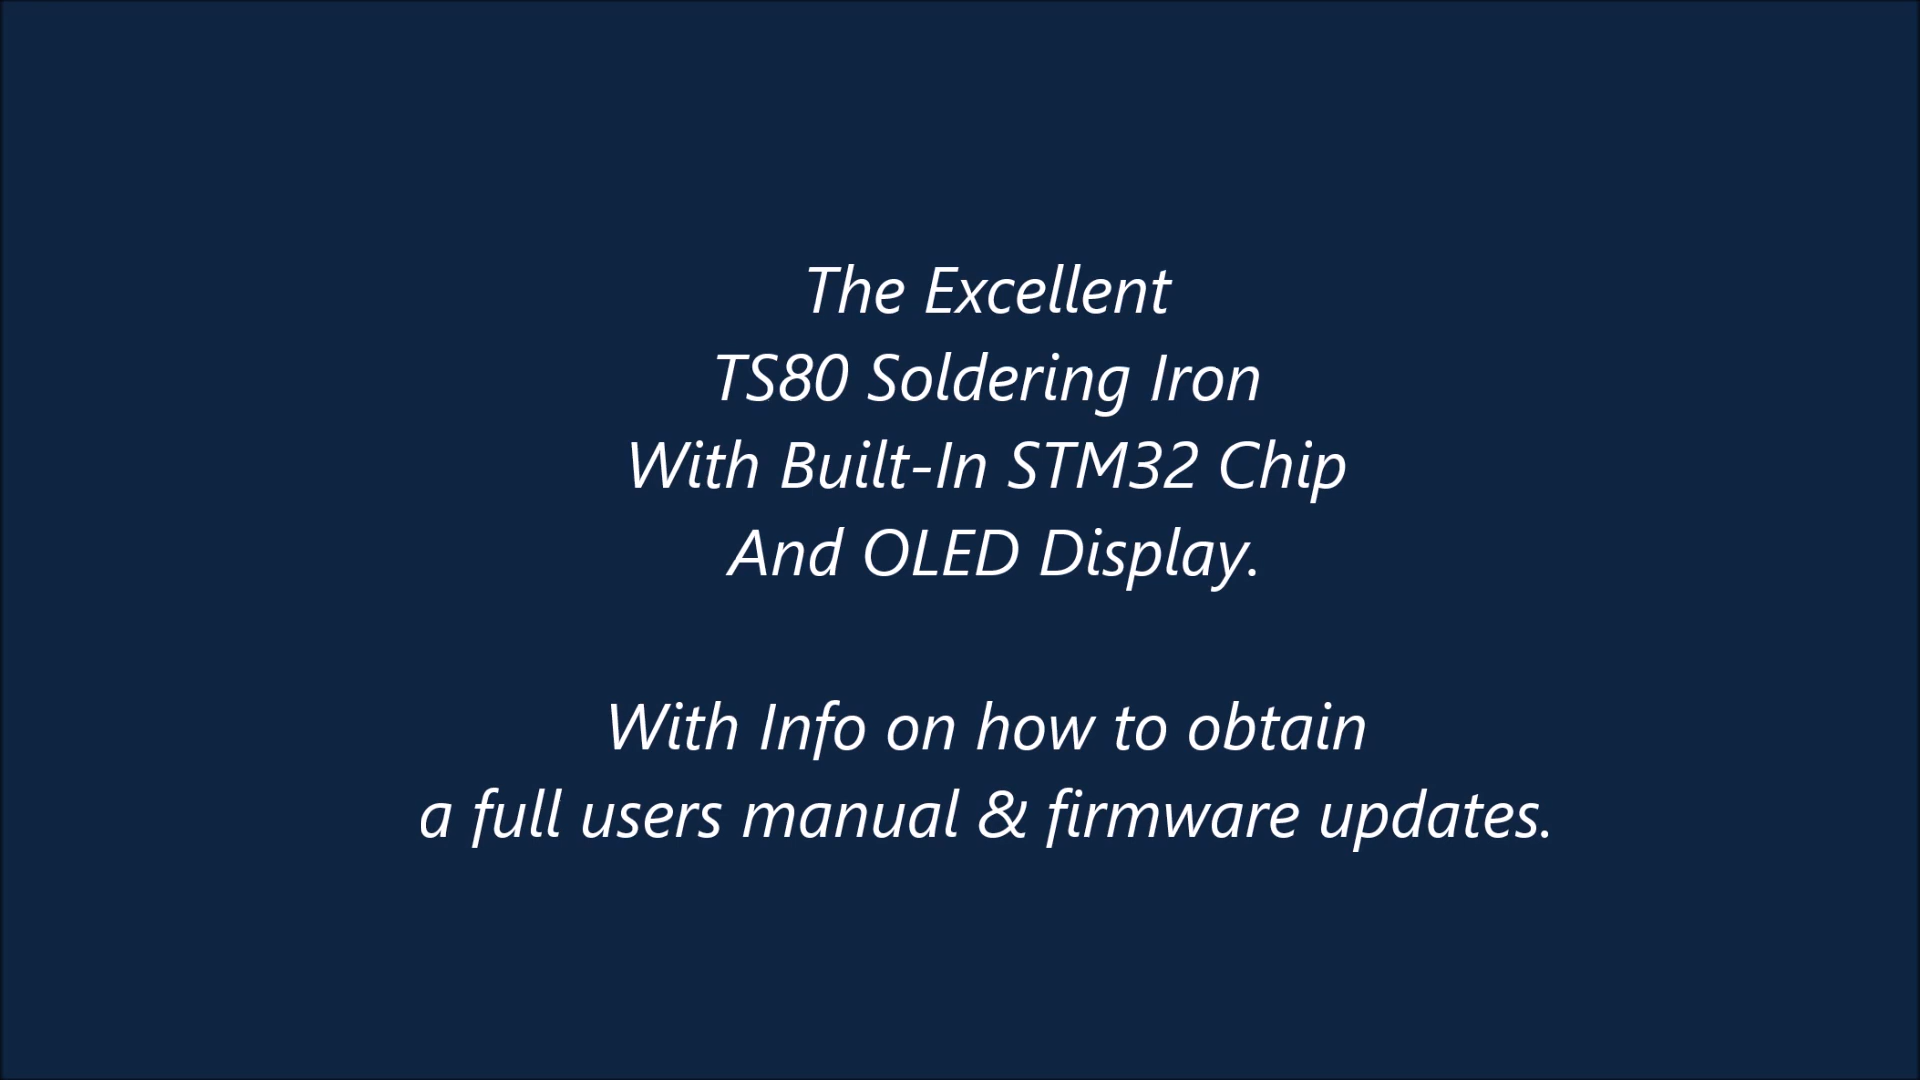 The Excellent
TS80 Soldering Iron
With Built-In STM32 Chip
And OLED Display.
With Info on how to obtain
a full users manual & firmware updates.